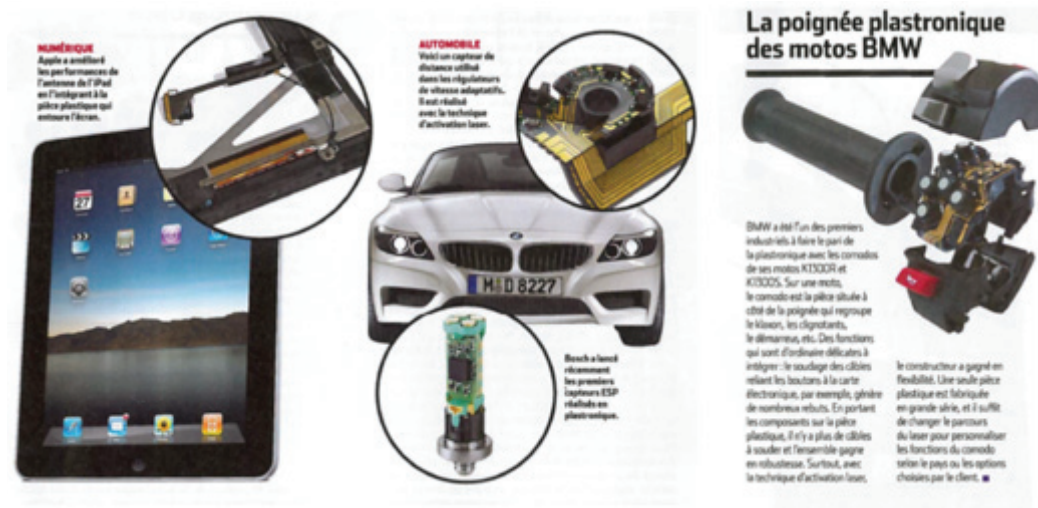 NUMÉRIQUE
Apple a amélioré
les performances de
l'antenne de l'iPad
en l'intégrant à la
pièce plastique qui
entoure l'écran.
27
AUTOMOBILE
Voici un capteur de
distance utilisé
dans les régulateurs
de vitesse adaptatifs.
Il est réalisé
avec la technique
d'activation laser.
M D 8227
Bosch a lancé
récemment
les premiers
capteurs ESP
réalisés en
plastronique.
La poignée plastronique
des motos BMW
BMW a été l'un des premiers
industriels à faire le pari de
la plastronique avec les comodos
de ses motos K1300R et
K1300S. Sur une moto,
le comodo est la pièce située à
côté de la poignée qui regroupe
le klaxon, les clignotants,
le démarreur, etc. Des fonctions
qui sont d'ordinaire délicates à
intégrer : le soudage des câbles
reliant les boutons à la carte
électronique, par exemple, génère
de nombreux rebuts. En portant
les composants sur la pièce
plastique, il n'y a plus de câbles
à souder et l'ensemble gagne
en robustesse. Surtout, avec
la technique d'activation laser,
le constructeur a gagné en
flexibilité. Une seule pièce
plastique est fabriquée
en grande série, et il suffit
de changer le parcours
du laser pour personnaliser
les fonctions du comodo
selon le pays ou les options
choisies par le client.